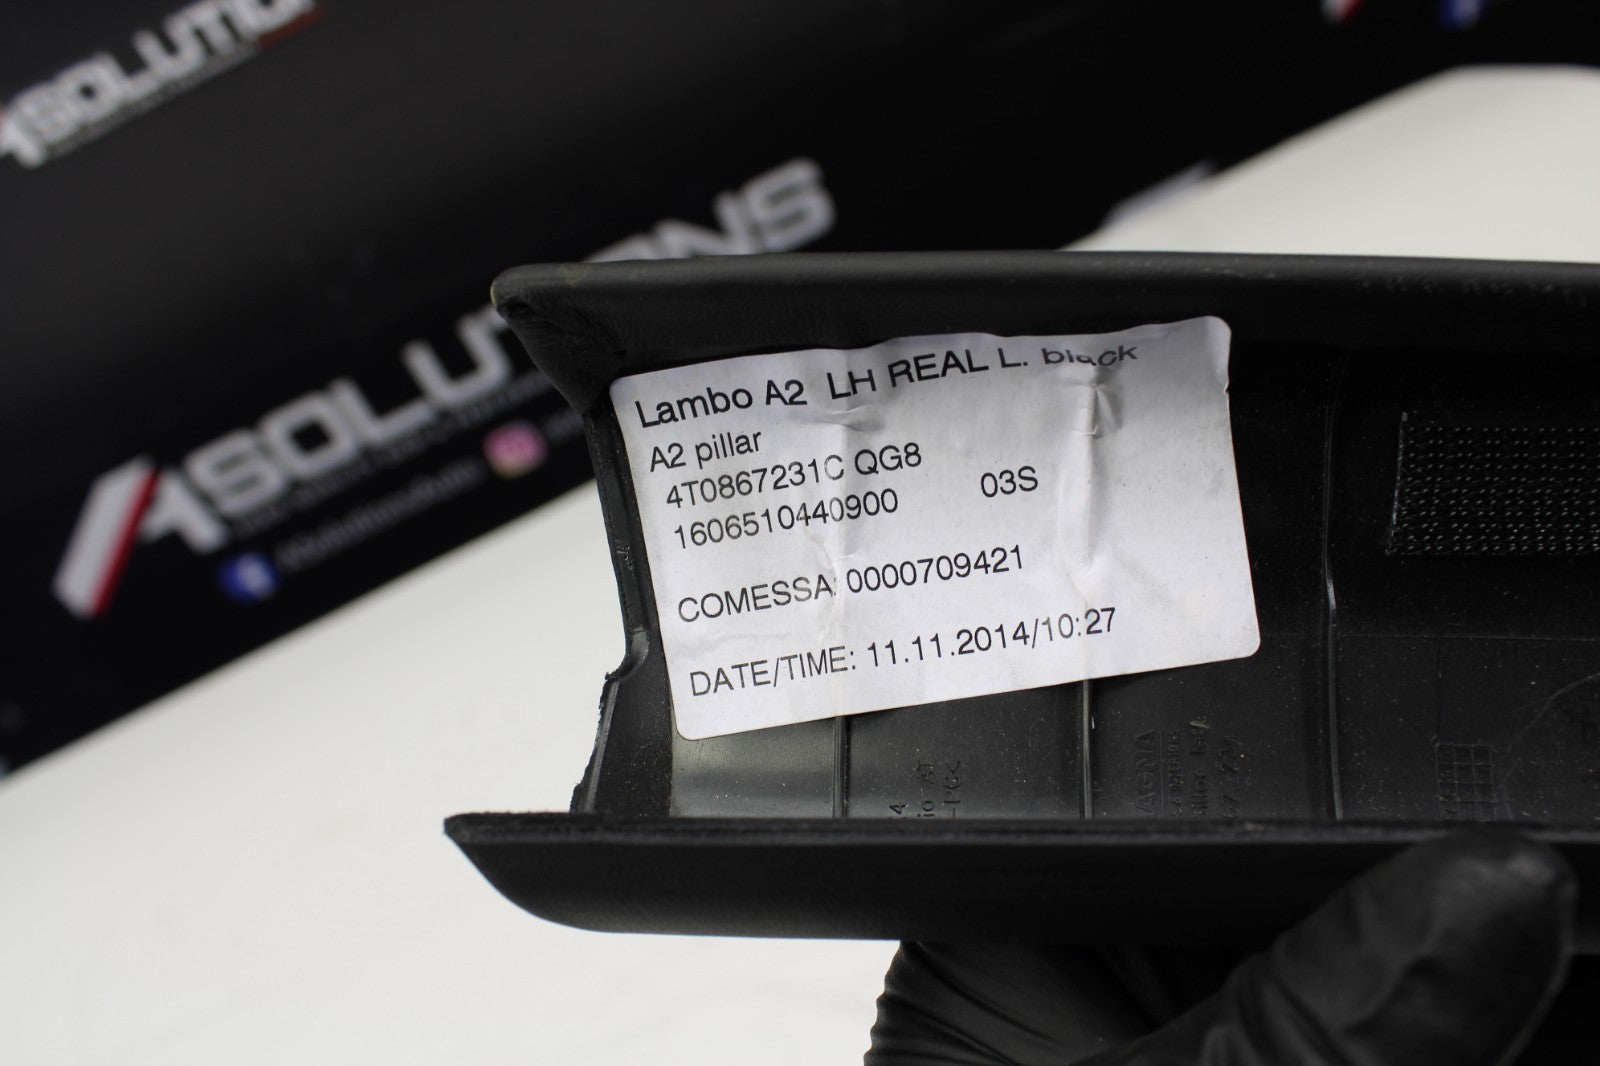 SOLUTIO
SOLUTIONS
Lambo A2 LH REAL L. black
A2 pillar
4T0867231C QG8
1606510440900 03S
COMESSA: 0000709421
DATE/TIME: 11.11.2014/10:27